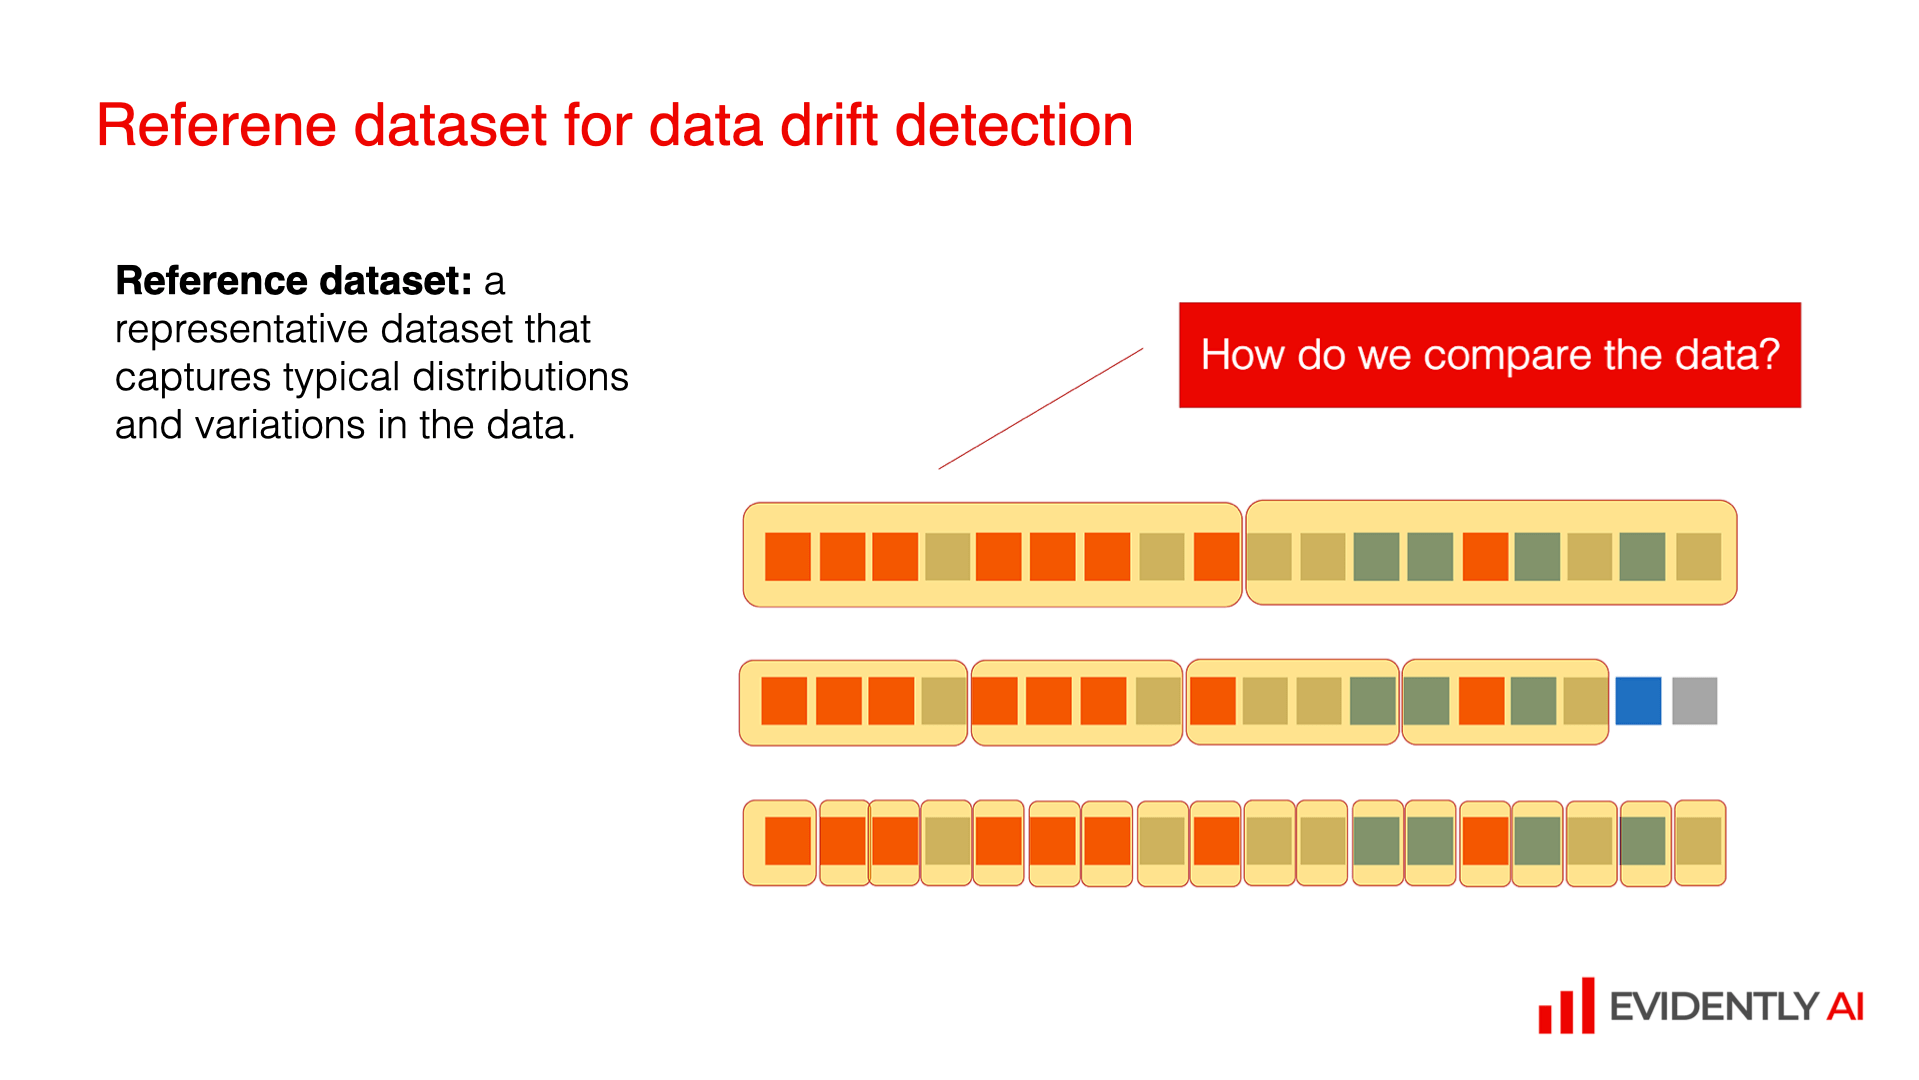 Referene dataset for data drift detection
Reference dataset: a
representative dataset that
captures typical distributions
and variations in the data.
How do we compare the data?
EVIDENTLY AI